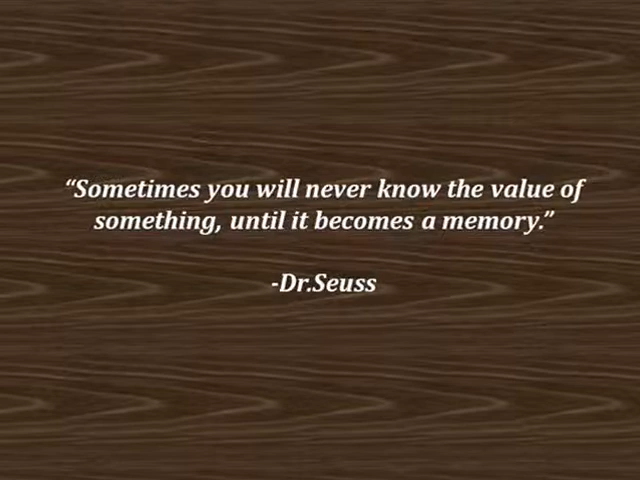 “Sometimes you will never know the value of
something, until it becomes a memory.”
-Dr.Seuss